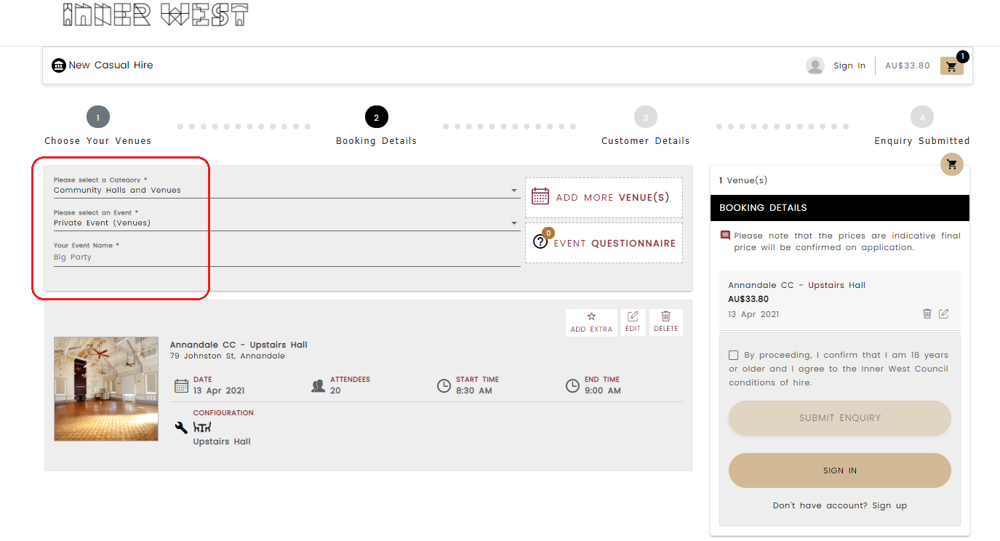 INNER WEST
New Casual Hire
Sign In
AU$33.80
1
1
2
3
4
Choose Your Venues
Booking Details
Customer Details
Enquiry Submitted
Please select a Category *
Community Halls and Venues
Please select an Event *
Private Event (Venues)
Your Event Name *
Big Party
ADD MORE VENUE(S)
0
EVENT QUESTIONNAIRE
ADD EXTRA
EDIT
DELETE
Annandale CC - Upstairs Hall
79 Johnston St, Annandale
DATE
13 Apr 2021
ATTENDEES
20
START TIME
8:30 AM
END TIME
9:00 AM
CONFIGURATION
Upstairs Hall
1 Venue(s)
BOOKING DETAILS
Please note that the prices are indicative final
price will be confirmed on application.
Annandale CC - Upstairs Hall
AU$33.80
13 Apr 2021
By proceeding, I confirm that I am 18 years
or older and I agree to the Inner West Council
conditions of hire.
SUBMIT ENQUIRY
SIGN IN
Don't have account? Sign up